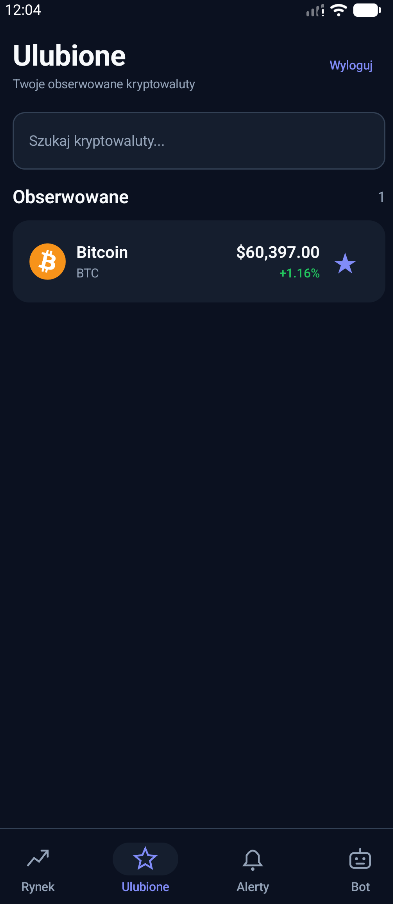 12:04
Ulubione
Wyloguj
Twoje obserwowane kryptowaluty
Szukaj kryptowaluty...
Obserwowane 1
Bitcoin $60,397.00
BTC +1.16%
Rynek Ulubione Alerty Bot